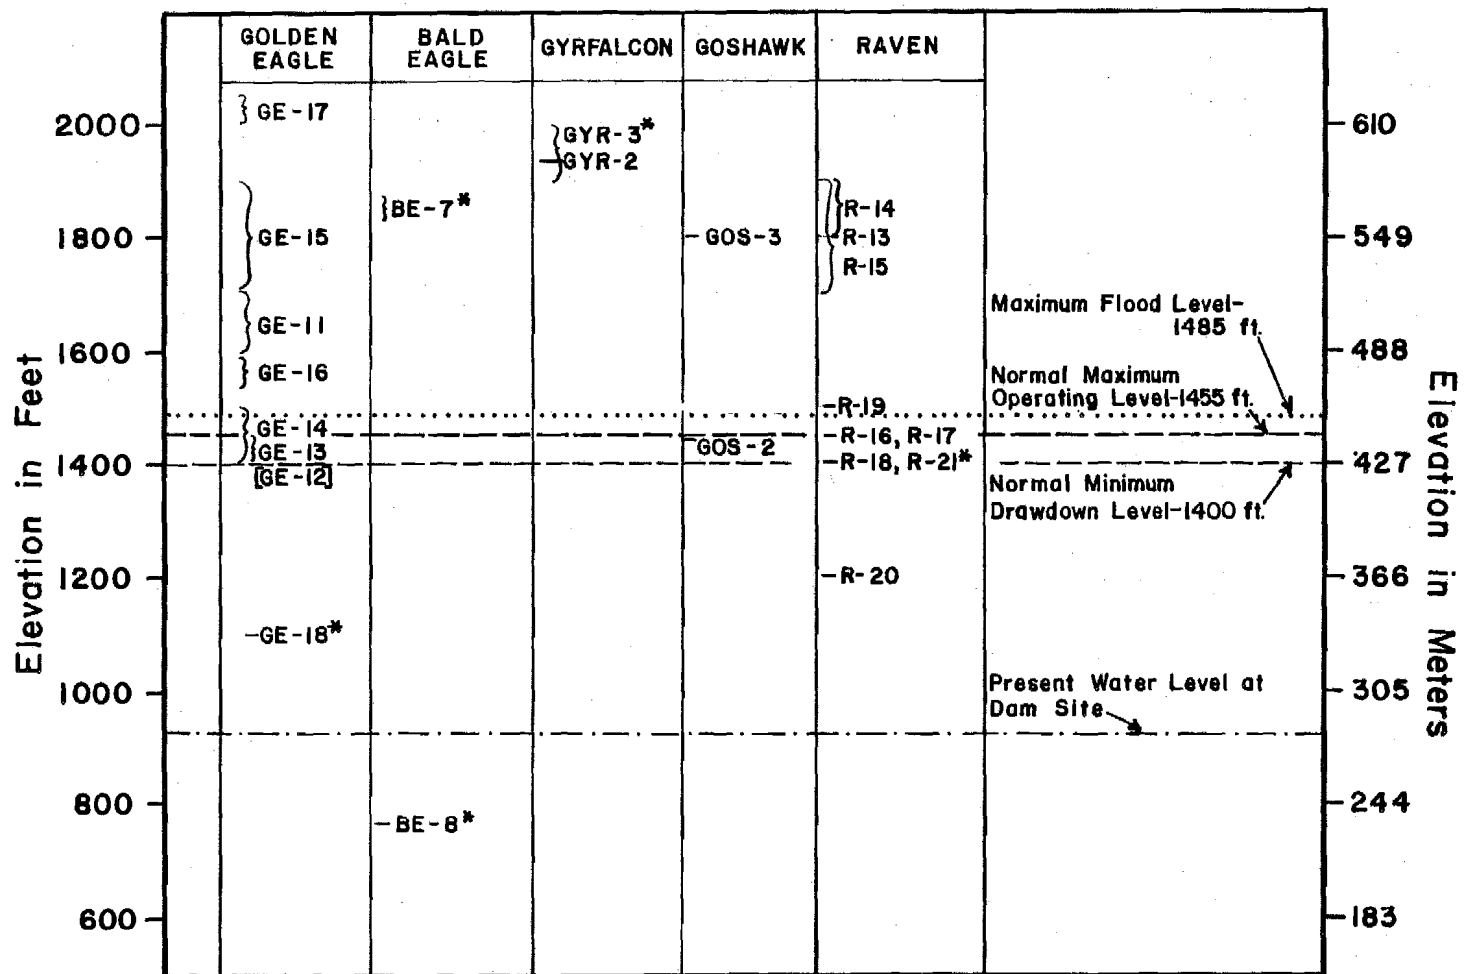 GOLDEN EAGLE
BALD EAGLE
GYRFALCON
GOSHAWK
RAVEN
Elevation in Feet
2000
1800
1600
1400
1200
1000
800
600
GE-17
GE-15
GE-11
GE-16
GE-14
GE-13
[GE-12]
GE-18*
BE-7*
BE-8*
GYR-3*
GYR-2
GOS-3
GOS-2
R-14
R-13
R-15
R-19
R-16, R-17
R-18, R-21*
R-20
Maximum Flood Level-
1485 ft.
Normal Maximum
Operating Level-1455 ft.
Normal Minimum
Drawdown Level-1400 ft.
Present Water Level at
Dam Site
610
549
488
427
366
305
244
183
Elevation in Meters